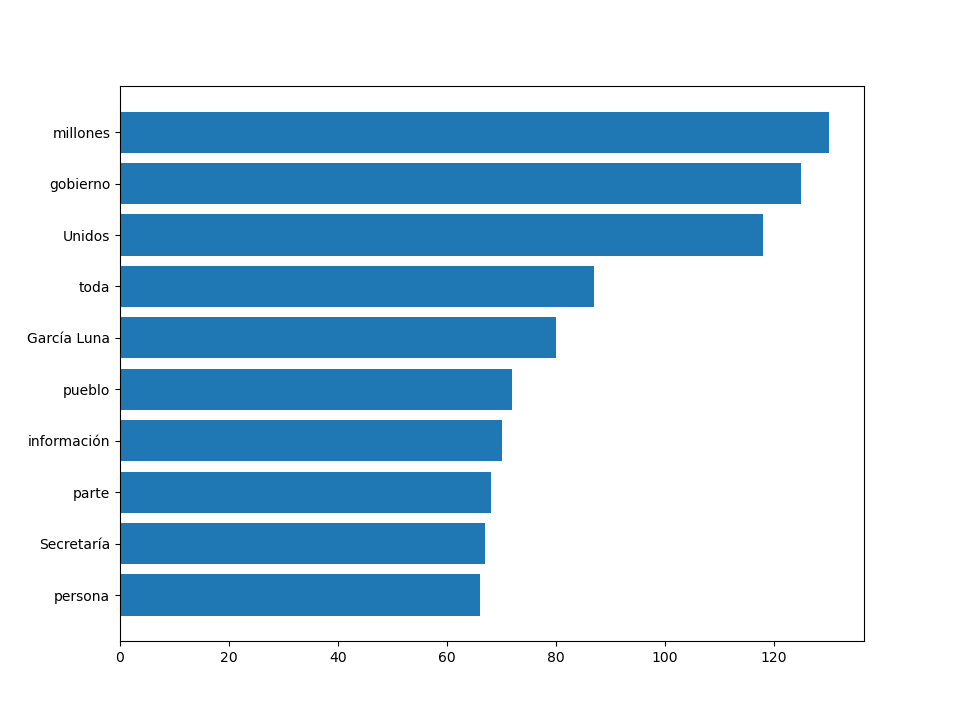 millones
gobierno
Unidos
toda
García Luna
pueblo
información
parte
Secretaría
persona
0 20 40 60 80 100 120